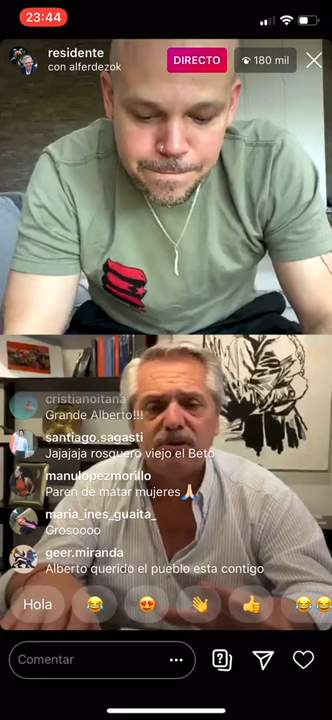 23:44
residente
con alferdezok
DIRECTO
180 mil
cristianoitana
Grande Alberto!!!
santiago.sagasti
Jajajaja rosquero viejo el Beto
manulopezmorillo
Paren de matar mujeres🙏🏻
maria_ines_guaita_
Grosoooo
geer.miranda
Alberto querido el pueblo esta contigo
Hola 😂 😍 👋 👍 😂😂
Comentar